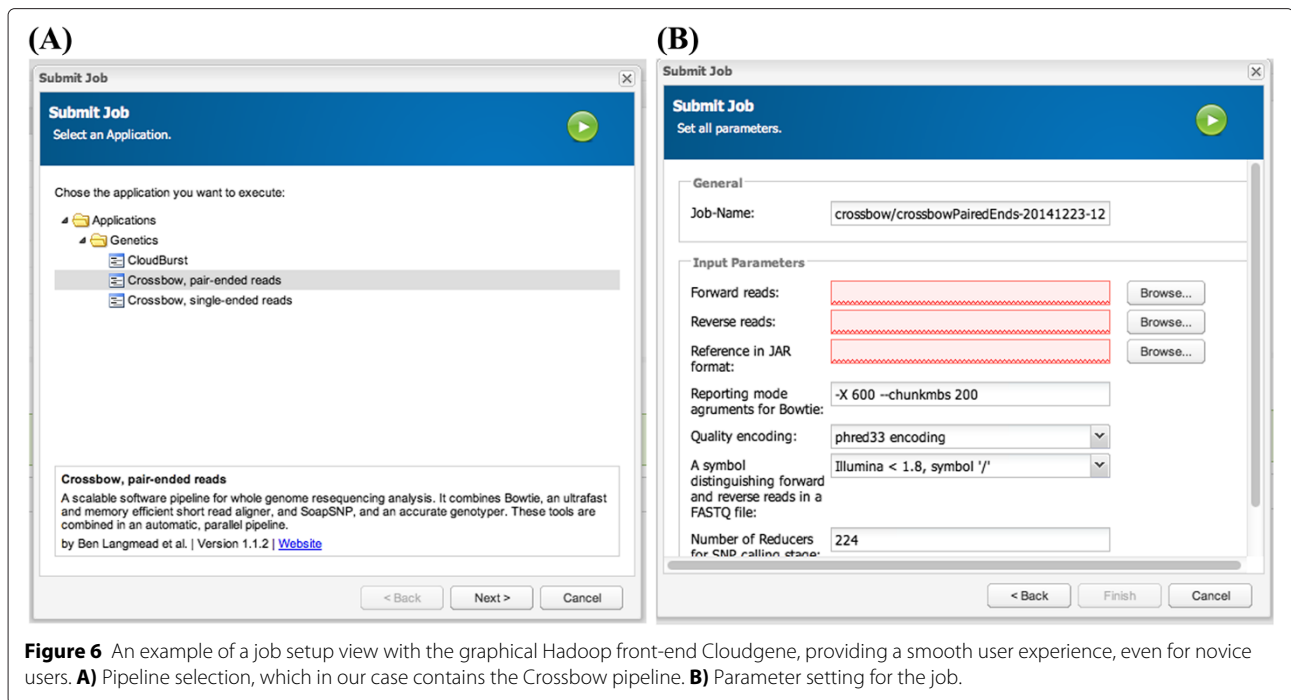 (A)
Submit Job
Submit Job
Select an Application.
Chose the application you want to execute:
Applications
Genetics
CloudBurst
Crossbow, pair-ended reads
Crossbow, single-ended reads
Crossbow, pair-ended reads
A scalable software pipeline for whole genome resequencing analysis. It combines Bowtie, an ultrafast
and memory efficient short read aligner, and SoapSNP, and an accurate genotyper. These tools are
combined in an automatic, parallel pipeline.
by Ben Langmead et al. | Version 1.1.2 | Website
< Back Next > Cancel
(B)
Submit Job
Submit Job
Set all parameters.
General
Job-Name: crossbow/crossbowPairedEnds-20141223-12
Input Parameters
Forward reads: Browse...
Reverse reads: Browse...
Reference in JAR
format:
Browse...
Reporting mode
agruments for Bowtie:
-X 600 --chunkmbs 200
Quality encoding: phred33 encoding
A symbol
distinguishing forward
and reverse reads in a
FASTQ file:
Illumina < 1.8, symbol '/'
Number of Reducers
for SNP calling stage:
224
< Back Finish Cancel
Figure 6 An example of a job setup view with the graphical Hadoop front-end Cloudgene, providing a smooth user experience, even for novice
users. A) Pipeline selection, which in our case contains the Crossbow pipeline. B) Parameter setting for the job.